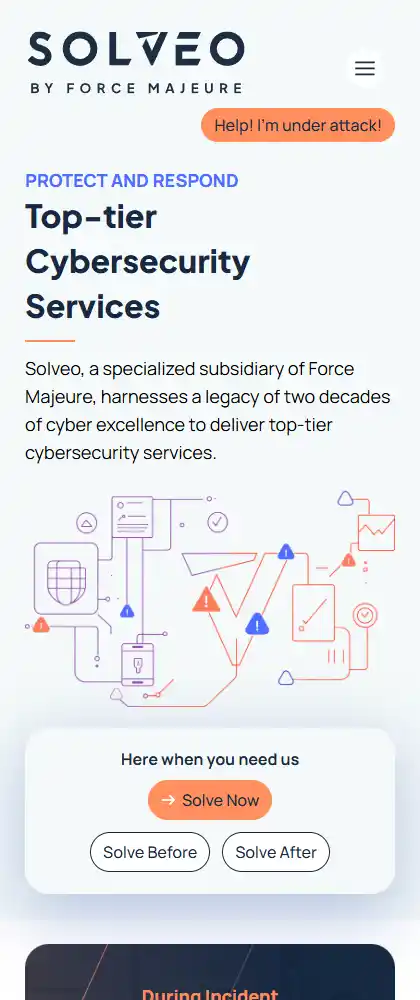 SOLVEO
BY FORCE MAJEURE
Help! I'm under attack!
PROTECT AND RESPOND
Top-tier
Cybersecurity
Services
Solveo, a specialized subsidiary of Force
Majeure, harnesses a legacy of two decades
of cyber excellence to deliver top-tier
cybersecurity services.
Here when you need us
→ Solve Now
Solve Before
Solve After
During Incident